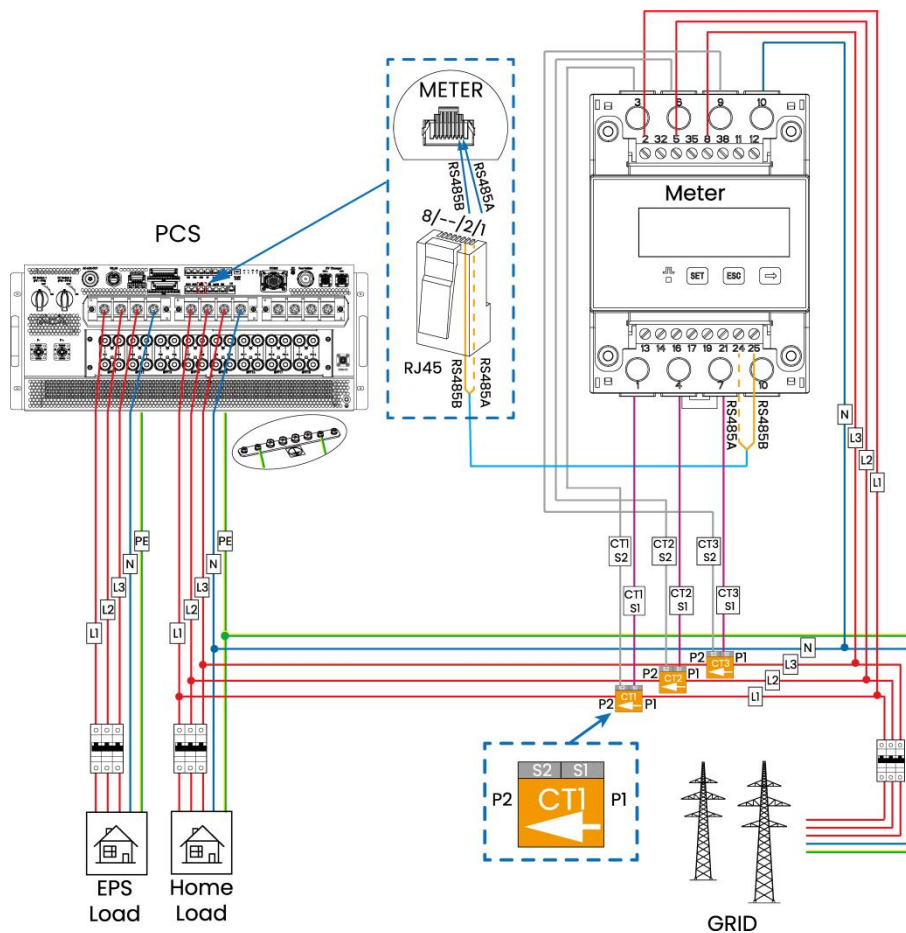 METER
RS485B
RS485A
8/--/2/1
RJ45
RS485B
RS485A
PCS
3
6
9
10
2 32 5 35 8 38 11 12
Meter
SET
ESC
13 14 16 17 19 21 24 25
1
4
7
10
RS485A
RS485B
N
L3
L2
L1
CT1
S2
CT2
S2
CT3
S2
CT1
S1
CT2
S1
CT3
S1
PE
N
L3
L2
L1
PE
N
L3
L2
L1
N
L3
L2
L1
P2
CT3
P1
P2
CT2
P1
P2
CT1
P1
S2
S1
P2
CT1
P1
EPS
Load
Home
Load
GRID